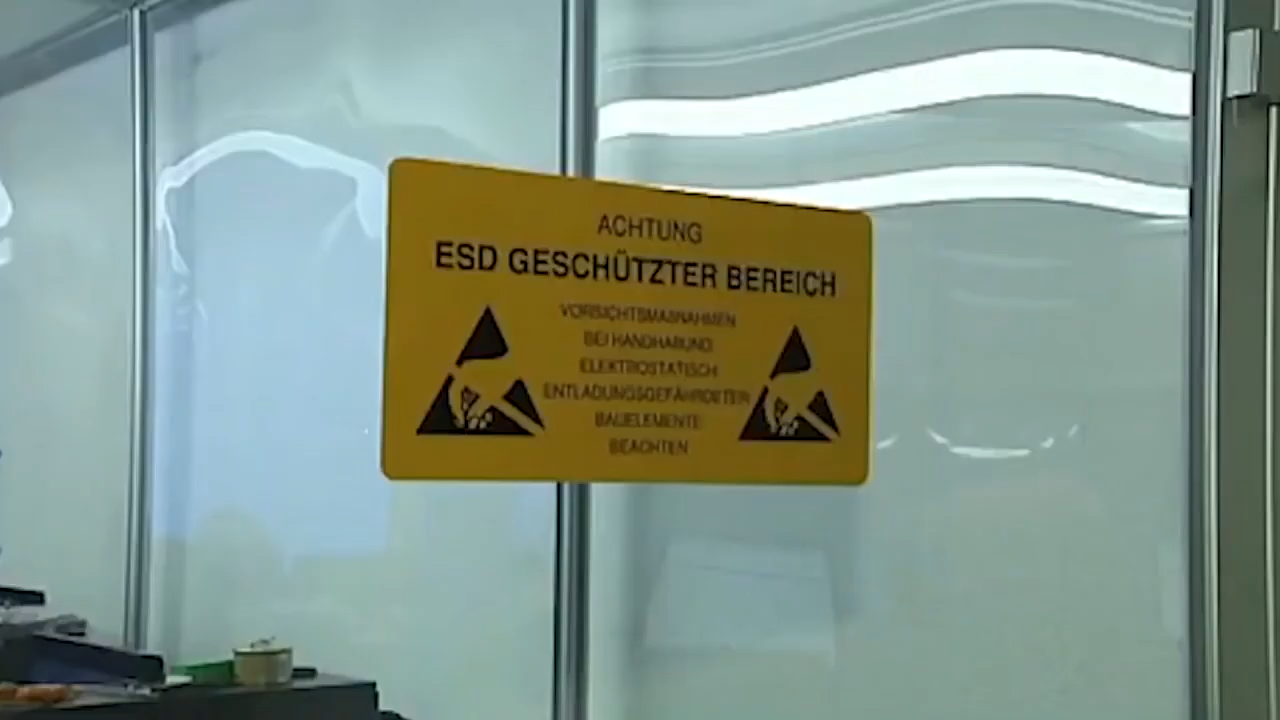 ACHTUNG
ESD GESCHÜTZTER BEREICH
VORSICHTSMAßNAHMEN
BEI HANDHABUNG
ELEKTROSTATISCH
ENTLADUNGSGEFÄHRDETER
BAUELEMENTE
BEACHTEN